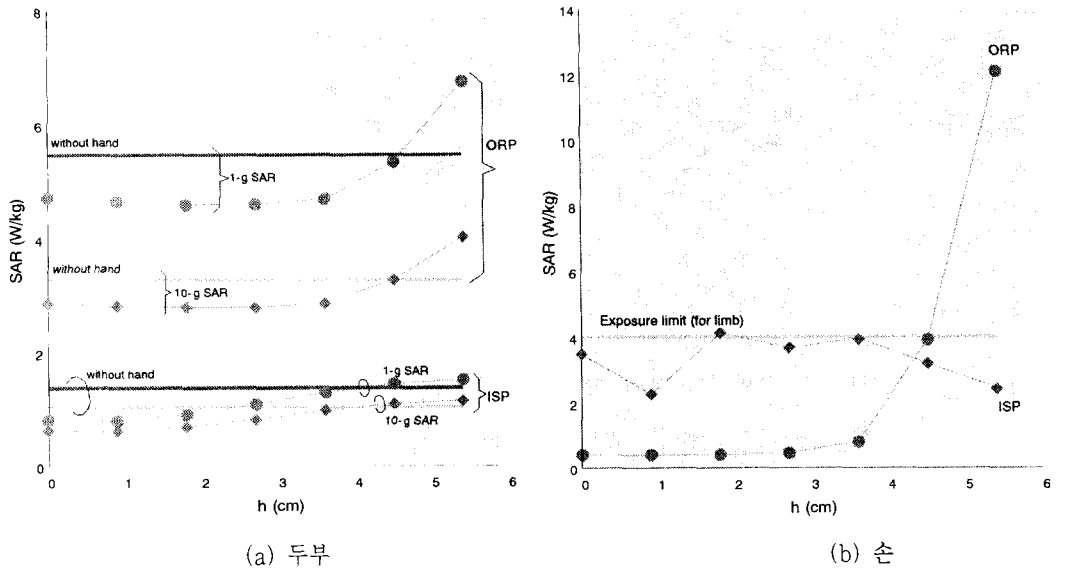 8
6
4
2
0
SAR (W/kg)
without hand
1-g SAR
ORP
without hand
10-g SAR
without hand
1-g SAR
ISP
10-g SAR
0 1 2 3 4 5 6
h (cm)
(a) 두부
14
12
10
8
6
4
2
0
SAR (W/kg)
ORP
Exposure limit (for limb)
ISP
0 1 2 3 4 5 6
h (cm)
(b) 손